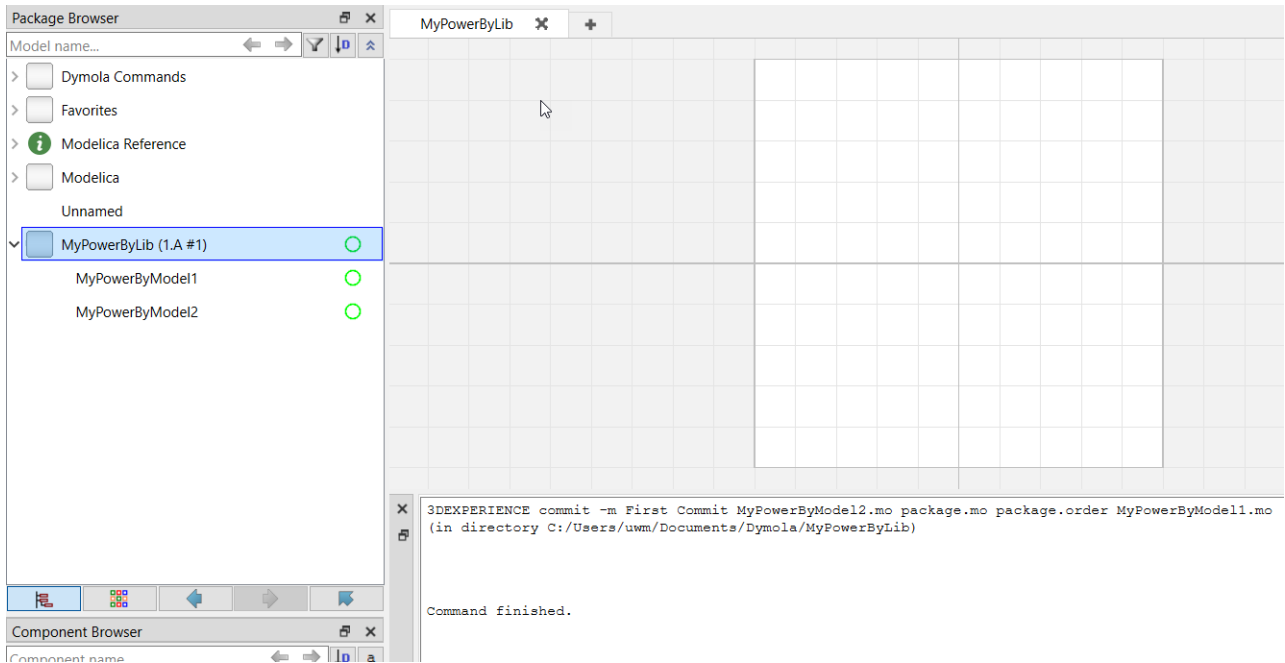 Package Browser
Model name...
Dymola Commands
Favorites
Modelica Reference
Modelica
Unnamed
MyPowerByLib (1.A #1)
MyPowerByModel1
MyPowerByModel2
Component Browser
Component name
a
MyPowerByLib
3DEXPERIENCE commit -m First Commit MyPowerByModel2.mo package.mo package.order MyPowerByModel1.mo
(in directory C:/Users/uwm/Documents/Dymola/MyPowerByLib)
Command finished.